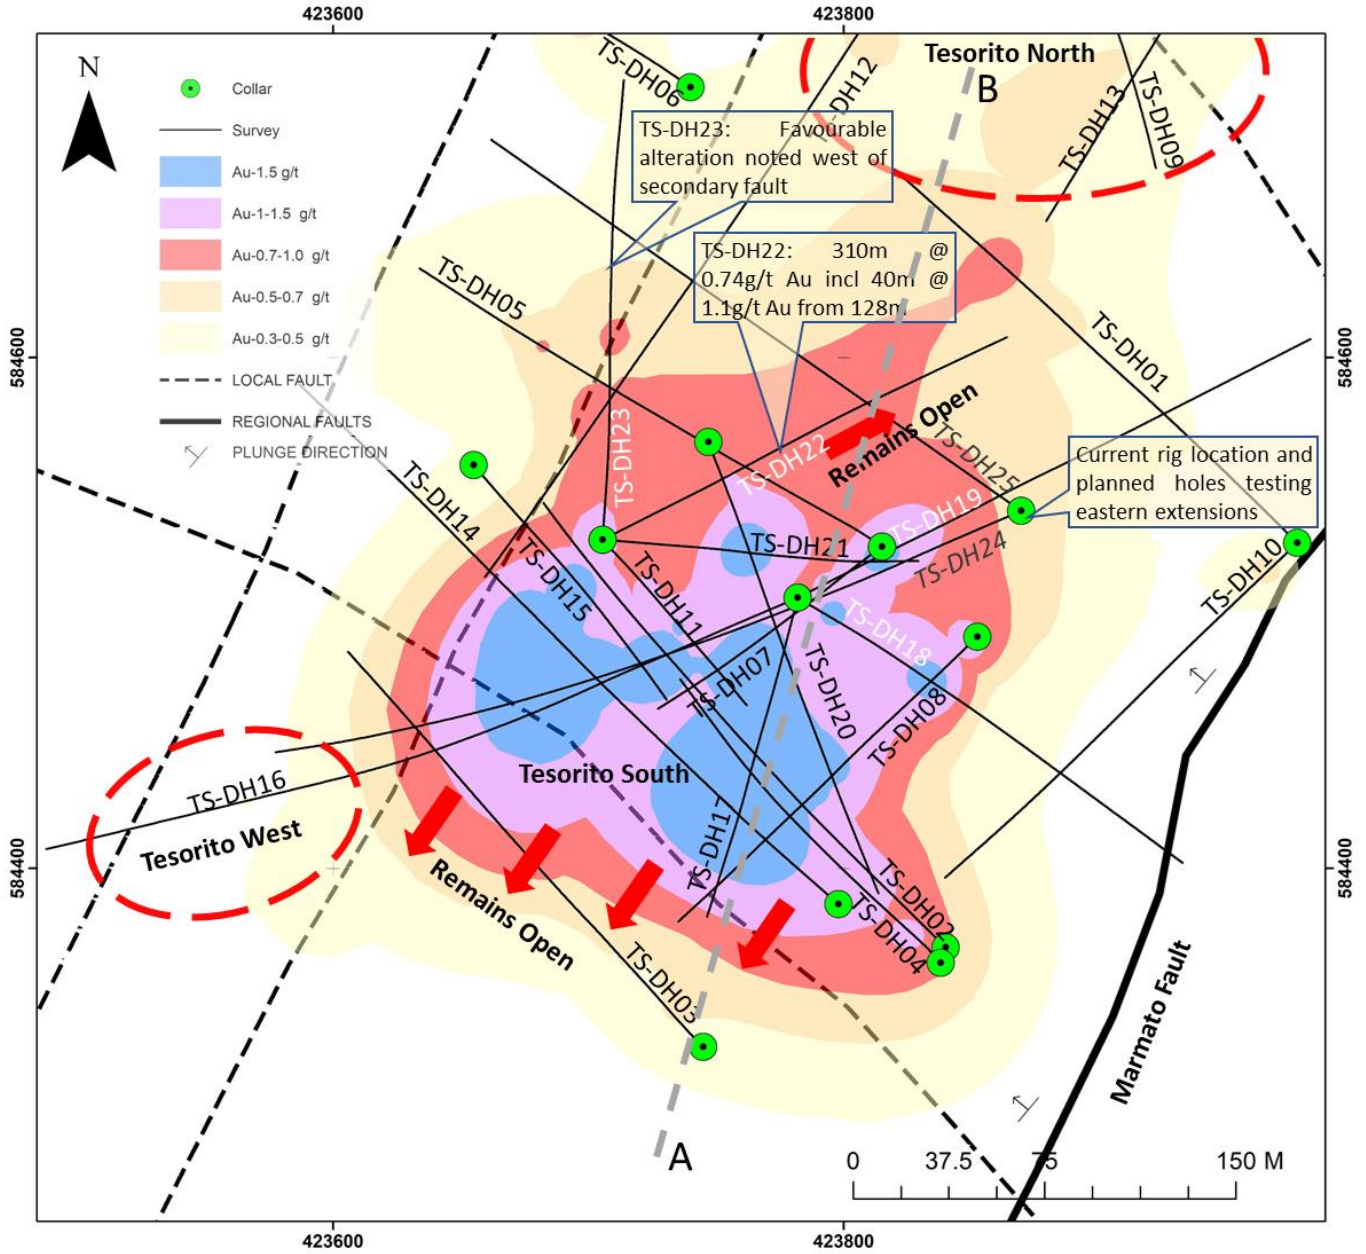 423600
423800
N
Collar
Survey
Au-1.5 g/t
Au-1-1.5 g/t
Au-0.7-1.0 g/t
Au-0.5-0.7 g/t
Au-0.3-0.5 g/t
LOCAL FAULT
REGIONAL FAULTS
PLUNGE DIRECTION
TS-DH06
-DH12
Tesorito North
B
TS-DH13
TS-DH09
TS-DH23: Favourable
alteration noted west of
secondary fault
TS-DH22: 310m @
0.74g/t Au incl 40m @
1.1g/t Au from 128m
TS-DH05
TS-DH01
584600
584600
TS-DH23
TS-DH22
Remains Open
TS-DH25
Current rig location and
planned holes testing
eastern extensions
TS-DH14
TS-DH15
TS-DH11
TS-DH21
TS-DH19
TS-DH24
TS-DH10
TS-DH18
TS-DH07
TS-DH20
TS-DH08
Tesorito South
TS-DH16
Tesorito West
TS-DH17
584400
584400
Remains Open
TS-DH02
TS-DH04
TS-DH03
Marmato Fault
A
0 37.5 75 150 M
423600
423800